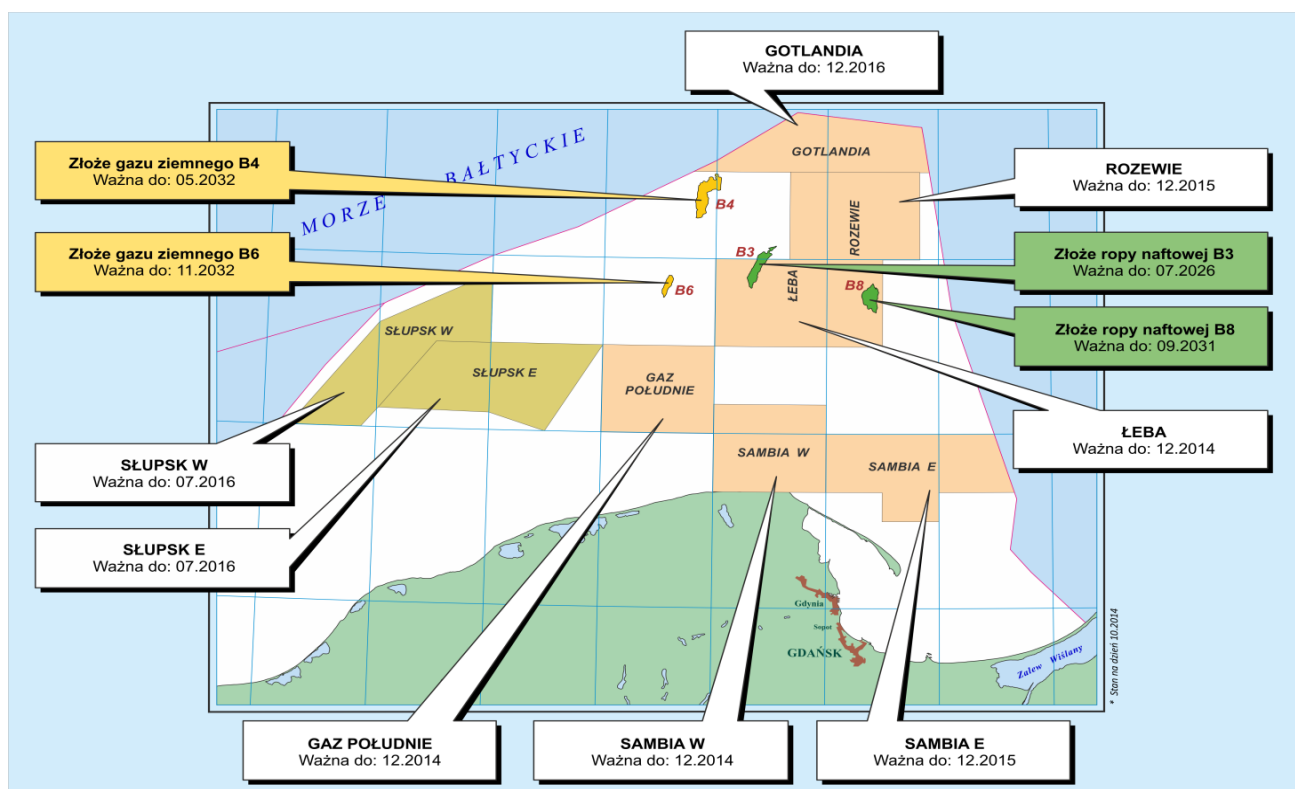 GOTLANDIA
Ważna do: 12.2016
Złoże gazu ziemnego B4
Ważna do: 05.2032
MORZE BAŁTYCKIE
GOTLANDIA
ROZEWIE
Ważna do: 12.2015
B4
ROZEWIE
Złoże gazu ziemnego B6
Ważna do: 11.2032
B3
Złoże ropy naftowej B3
Ważna do: 07.2026
ŁEBA
B8
B6
Złoże ropy naftowej B8
Ważna do: 09.2031
SŁUPSK W
SŁUPSK E
GAZ
POŁUDNIE
ŁEBA
Ważna do: 12.2014
SAMBIA W
SAMBIA E
SŁUPSK W
Ważna do: 07.2016
SŁUPSK E
Ważna do: 07.2016
Gdynia
Sopot
GDAŃSK
Zalew Wiślany
* Stan na dzień 10.2014
GAZ POŁUDNIE
Ważna do: 12.2014
SAMBIA W
Ważna do: 12.2014
SAMBIA E
Ważna do: 12.2015